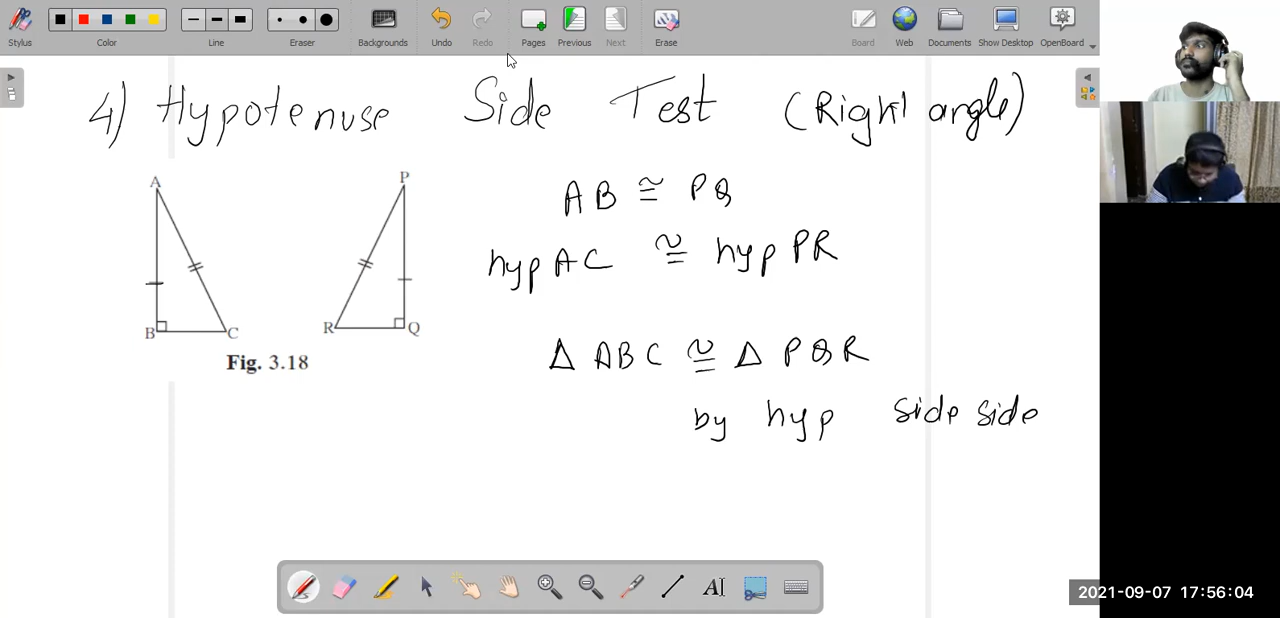 Stylus
Color
Line
Eraser
Backgrounds
Undo
Redo
Pages
Previous
Next
Erase
Board
Web
Documents
Show Desktop
OpenBoard
4) Hypotenuse Side Test (Right angle)
A
B
C
P
R
Q
Fig. 3.18
AB ≅ PQ
hyp AC ≅ hyp PR
Δ ABC ≅ Δ PQR
by hyp side side
AI
2021-09-07 17:56:04